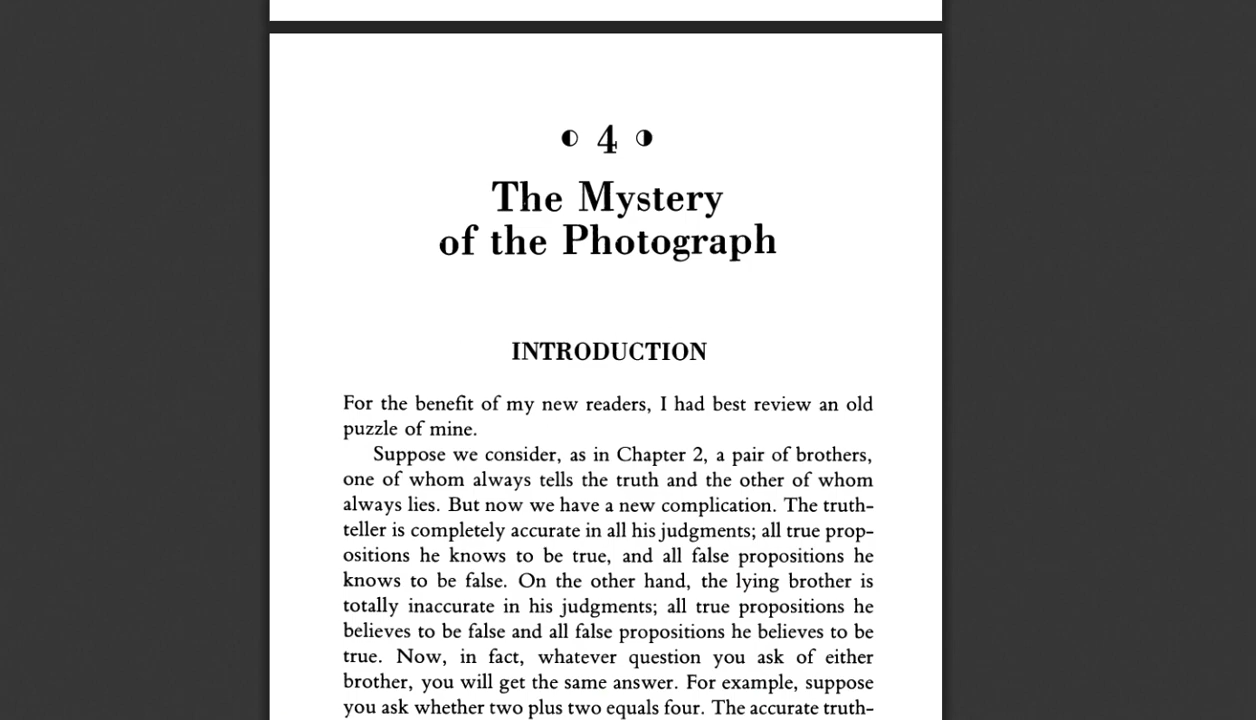 4
The Mystery
of the Photograph
INTRODUCTION
For the benefit of my new readers, I had best review an old
puzzle of mine.
Suppose we consider, as in Chapter 2, a pair of brothers,
one of whom always tells the truth and the other of whom
always lies. But now we have a new complication. The truth-
teller is completely accurate in all his judgments; all true prop-
ositions he knows to be true, and all false propositions he
knows to be false. On the other hand, the lying brother is
totally inaccurate in his judgments; all true propositions he
believes to be false and all false propositions he believes to be
true. Now, in fact, whatever question you ask of either
brother, you will get the same answer. For example, suppose
you ask whether two plus two equals four. The accurate truth-